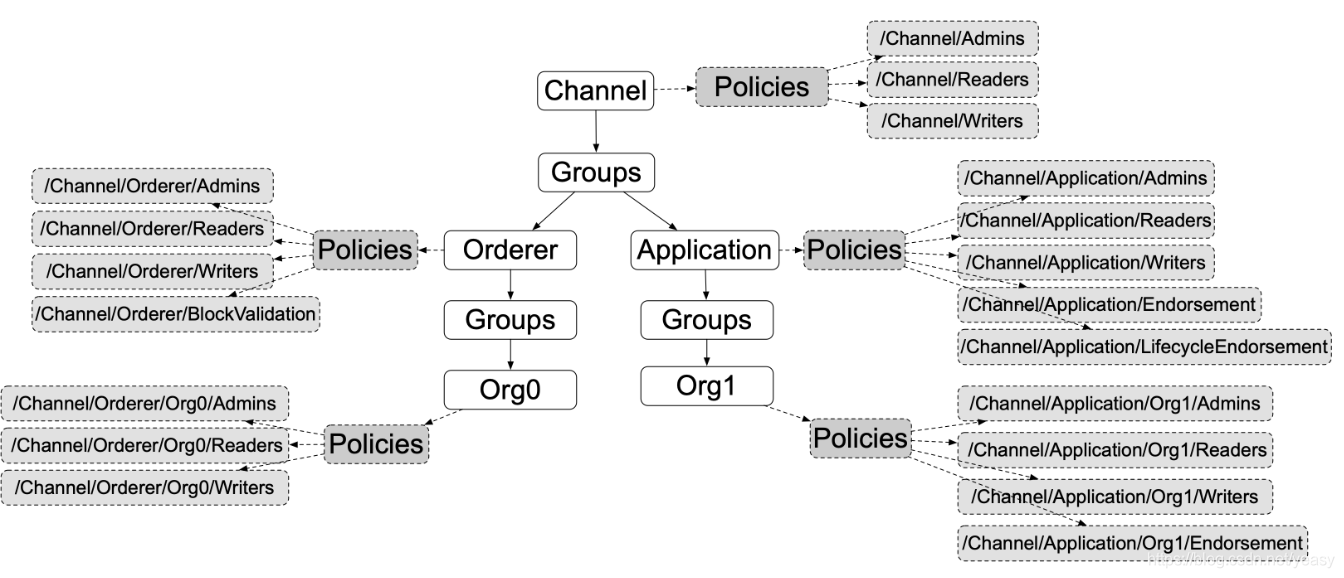 Channel
Policies
/Channel/Admins
/Channel/Readers
/Channel/Writers
Groups
Orderer
Policies
/Channel/Orderer/Admins
/Channel/Orderer/Readers
/Channel/Orderer/Writers
/Channel/Orderer/BlockValidation
Groups
Org0
Policies
/Channel/Orderer/Org0/Admins
/Channel/Orderer/Org0/Readers
/Channel/Orderer/Org0/Writers
Application
Policies
/Channel/Application/Admins
/Channel/Application/Readers
/Channel/Application/Writers
/Channel/Application/Endorsement
/Channel/Application/LifecycleEndorsement
Groups
Org1
Policies
/Channel/Application/Org1/Admins
/Channel/Application/Org1/Readers
/Channel/Application/Org1/Writers
/Channel/Application/Org1/Endorsement
https://blog.csdn.net/yeasy